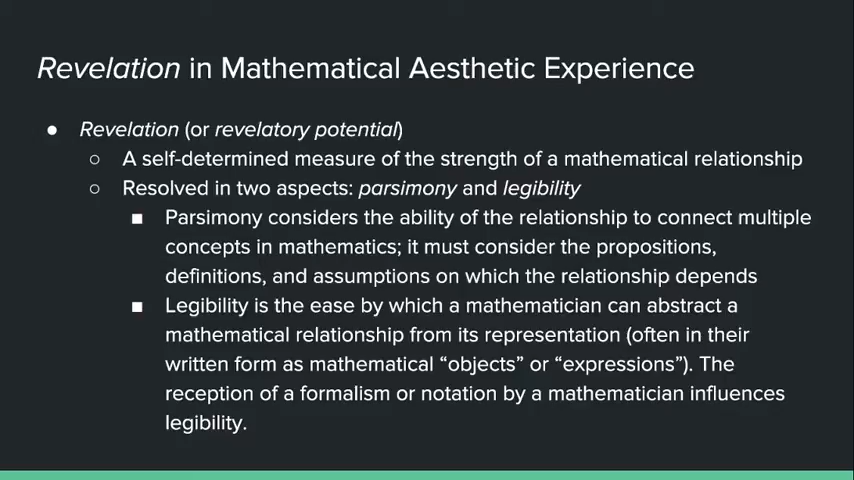 Revelation in Mathematical Aesthetic Experience
● Revelation (or revelatory potential)
○ A self-determined measure of the strength of a mathematical relationship
○ Resolved in two aspects: parsimony and legibility
■ Parsimony considers the ability of the relationship to connect multiple
concepts in mathematics; it must consider the propositions,
definitions, and assumptions on which the relationship depends
■ Legibility is the ease by which a mathematician can abstract a
mathematical relationship from its representation (often in their
written form as mathematical “objects” or “expressions”). The
reception of a formalism or notation by a mathematician influences
legibility.